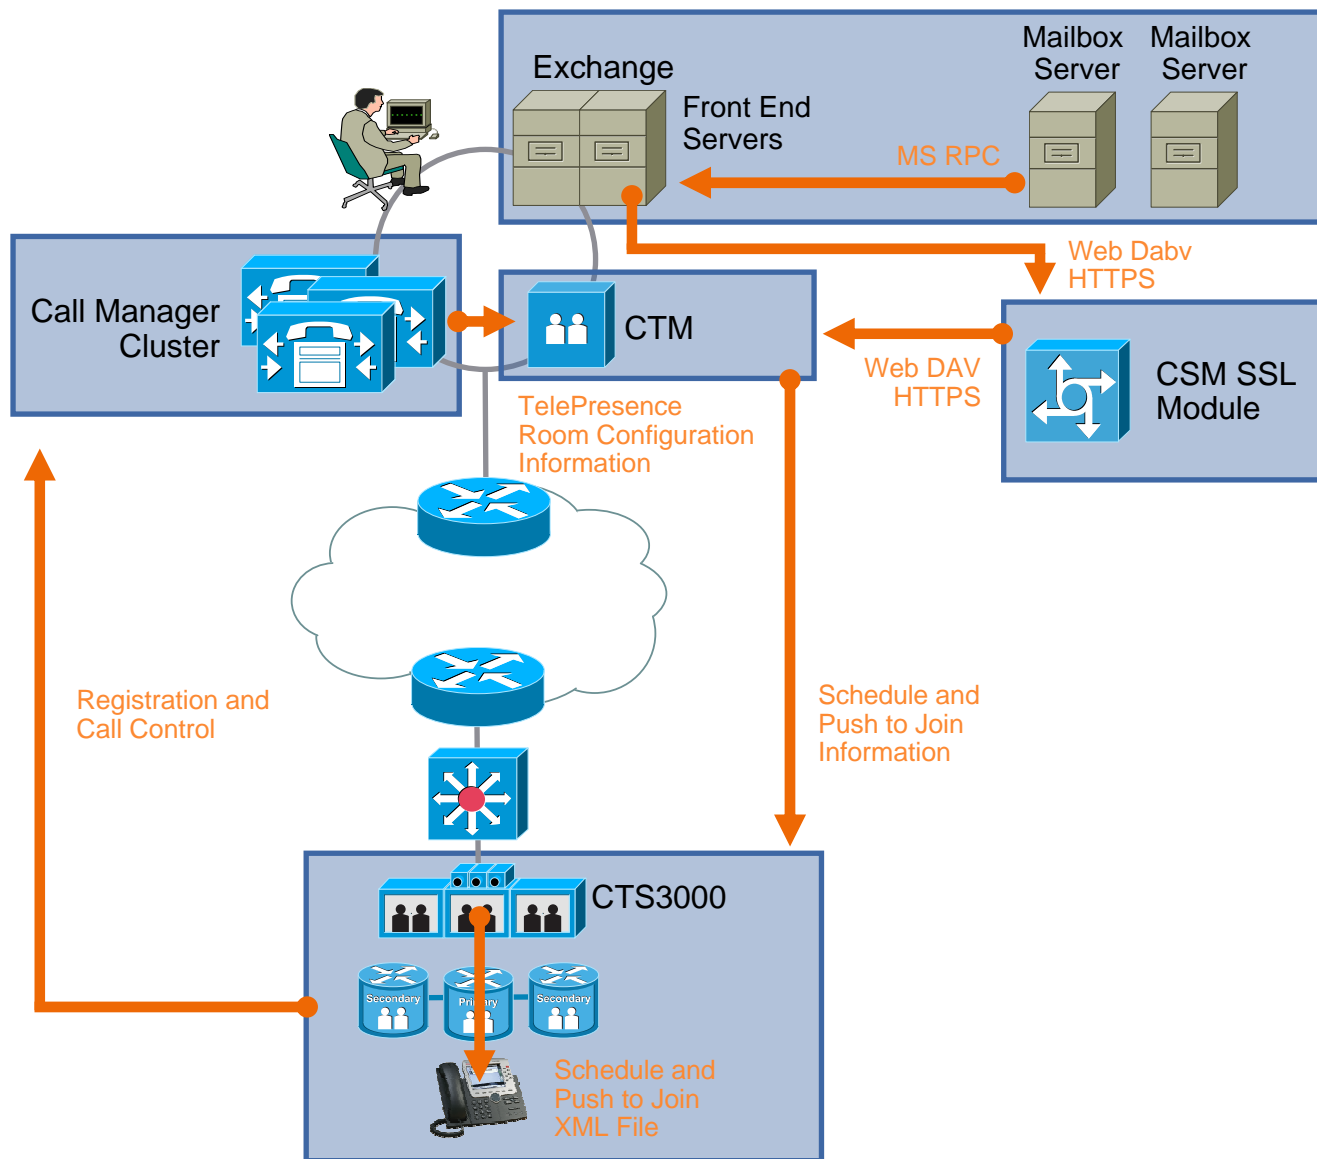 Mailbox
Server
Mailbox
Server
Exchange
Front End
Servers
MS RPC
Web Dabv
HTTPS
Call Manager
Cluster
CTM
Web DAV
HTTPS
CSM SSL
Module
TelePresence
Room Configuration
Information
Registration and
Call Control
Schedule and
Push to Join
Information
CTS3000
Secondary
Primary
Secondary
Schedule and
Push to Join
XML File